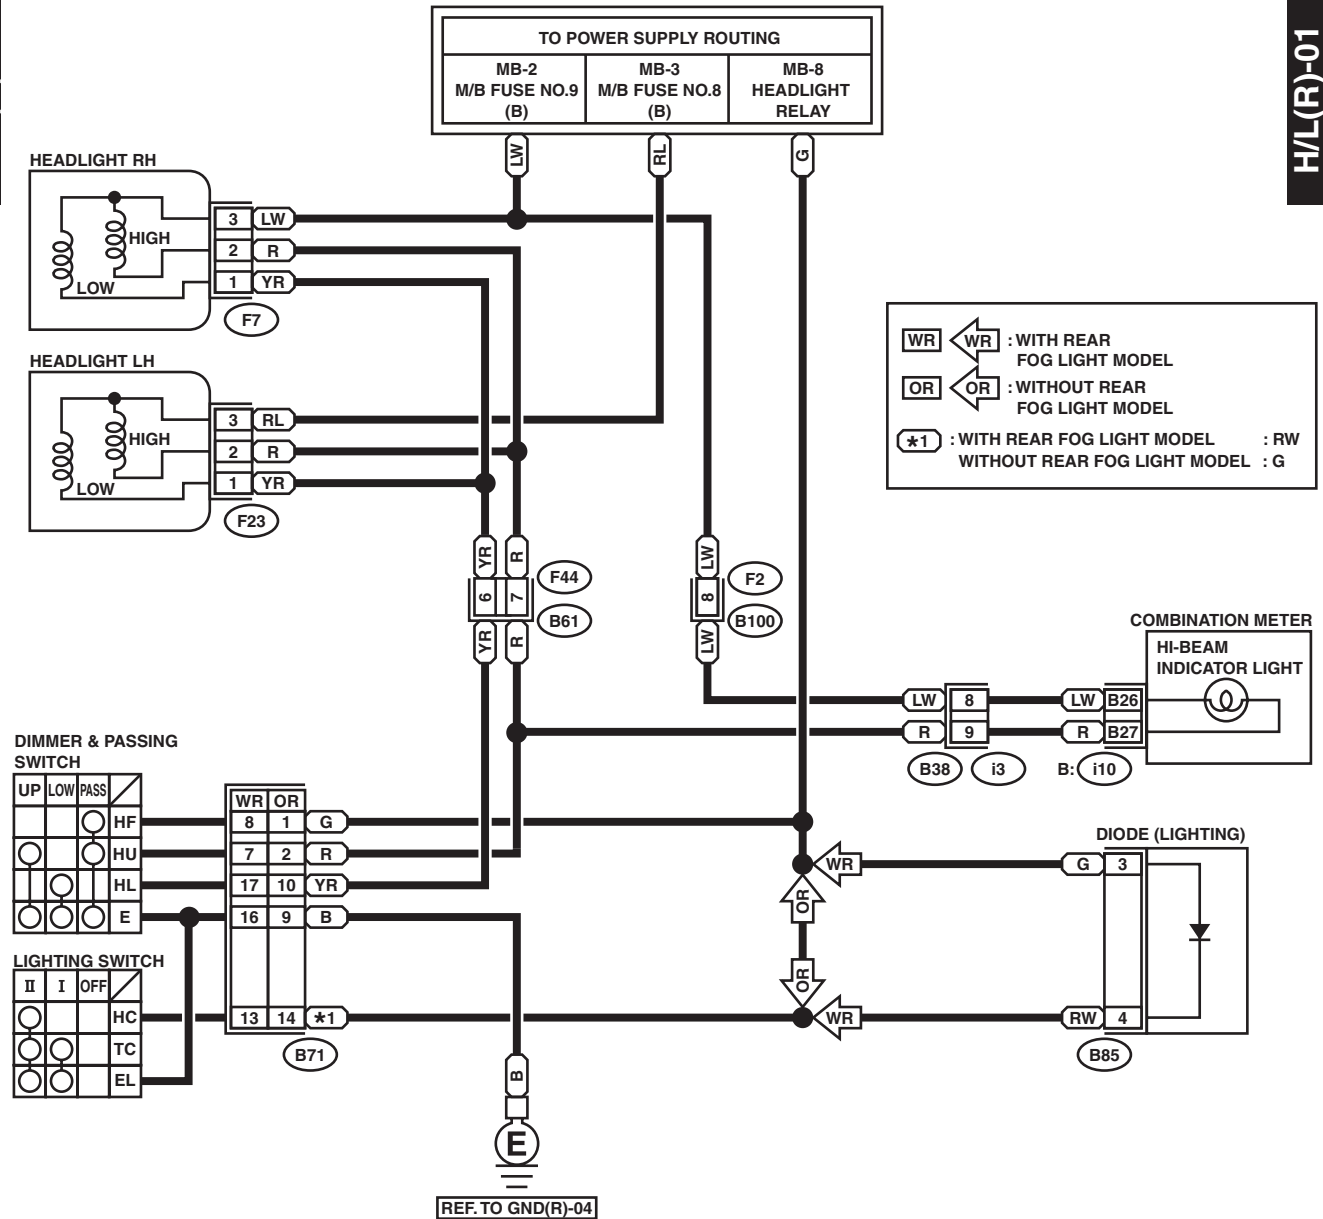 H/L(R)-01
TO POWER SUPPLY ROUTING
MB-2
M/B FUSE NO.9
(B)
MB-3
M/B FUSE NO.8
(B)
MB-8
HEADLIGHT
RELAY
LW
RL
G
HEADLIGHT RH
HIGH
LOW
3 LW
2 R
1 YR
F7
HEADLIGHT LH
HIGH
LOW
3 RL
2 R
1 YR
F23
WR WR : WITH REAR
FOG LIGHT MODEL
OR OR : WITHOUT REAR
FOG LIGHT MODEL
*1 : WITH REAR FOG LIGHT MODEL : RW
WITHOUT REAR FOG LIGHT MODEL : G
YR R
6 7
YR R
F44
B61
LW
8
LW
F2
B100
COMBINATION METER
HI-BEAM
INDICATOR LIGHT
LW 8 LW B26
R 9 R B27
B38 i3 B: i10
DIMMER & PASSING
SWITCH
UP LOW PASS
HF
HU
HL
E
WR OR
8 1 G
7 2 R
17 10 YR
16 9 B
13 14 *1
B71
LIGHTING SWITCH
II I OFF
HC
TC
EL
DIODE (LIGHTING)
WR G 3
OR
OR
WR RW 4
B85
B
E
REF. TO GND(R)-04